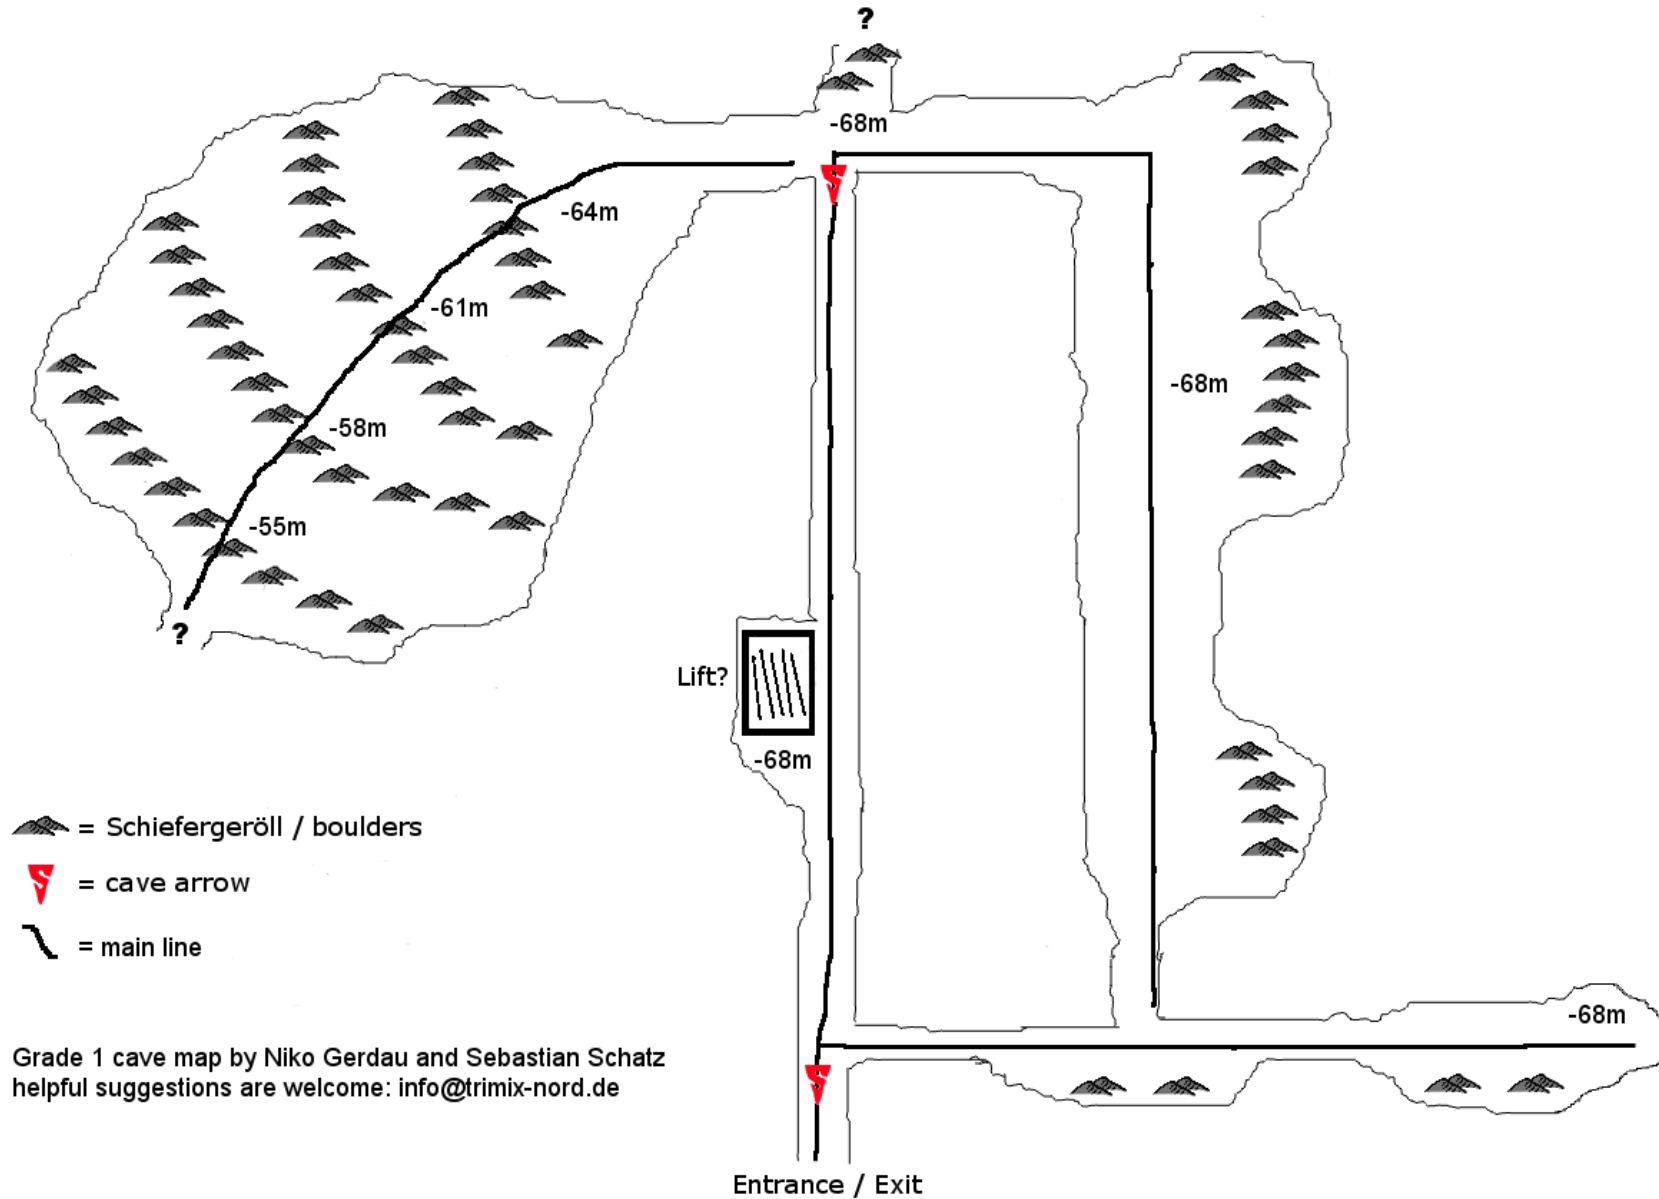 ?
-68m
-64m
-61m
-68m
-58m
-55m
?
Lift?
-68m
= Schiefergeröll / boulders
= cave arrow
= main line
-68m
Grade 1 cave map by Niko Gerdau and Sebastian Schatz
helpful suggestions are welcome: info@trimix-nord.de
Entrance / Exit